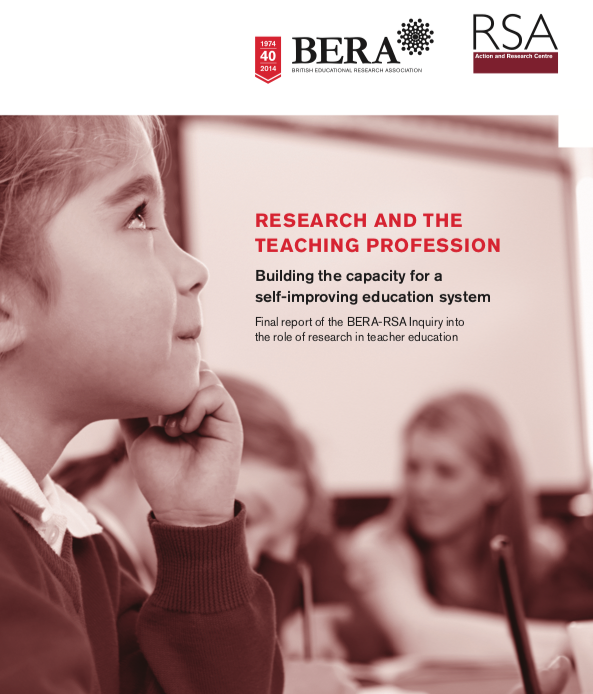 1974
40
2014
BERA
BRITISH EDUCATIONAL RESEARCH ASSOCIATION
RSA
Action and Research Centre
RESEARCH AND THE
TEACHING PROFESSION
Building the capacity for a
self-improving education system
Final report of the BERA-RSA Inquiry into
the role of research in teacher education